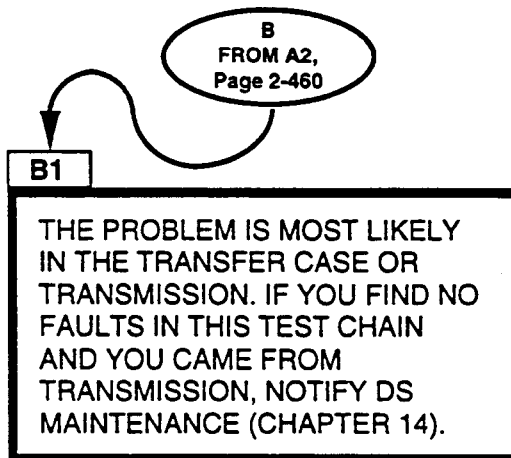 B
FROM A2,
Page 2-460
B1
THE PROBLEM IS MOST LIKELY
IN THE TRANSFER CASE OR
TRANSMISSION. IF YOU FIND NO
FAULTS IN THIS TEST CHAIN
AND YOU CAME FROM
TRANSMISSION, NOTIFY DS
MAINTENANCE (CHAPTER 14).